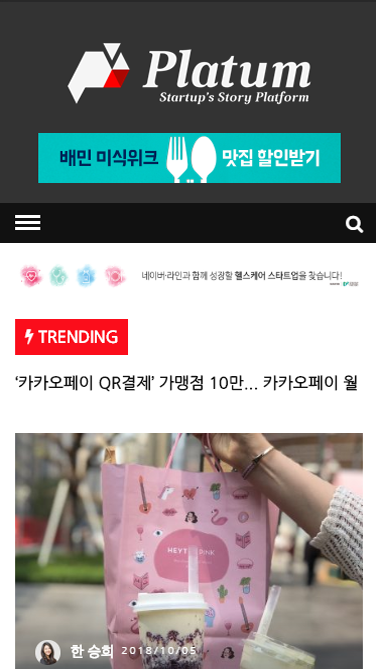 Platum
Startup's Story Platform
배민 미식위크 맛집 할인받기
네이버·라인과 함께 성장할 헬스케어 스타트업을 찾습니다!
TRENDING
‘카카오페이 QR결제’ 가맹점 10만... 카카오페이 월
HEYTEA PINK
한 승희 2018/10/05